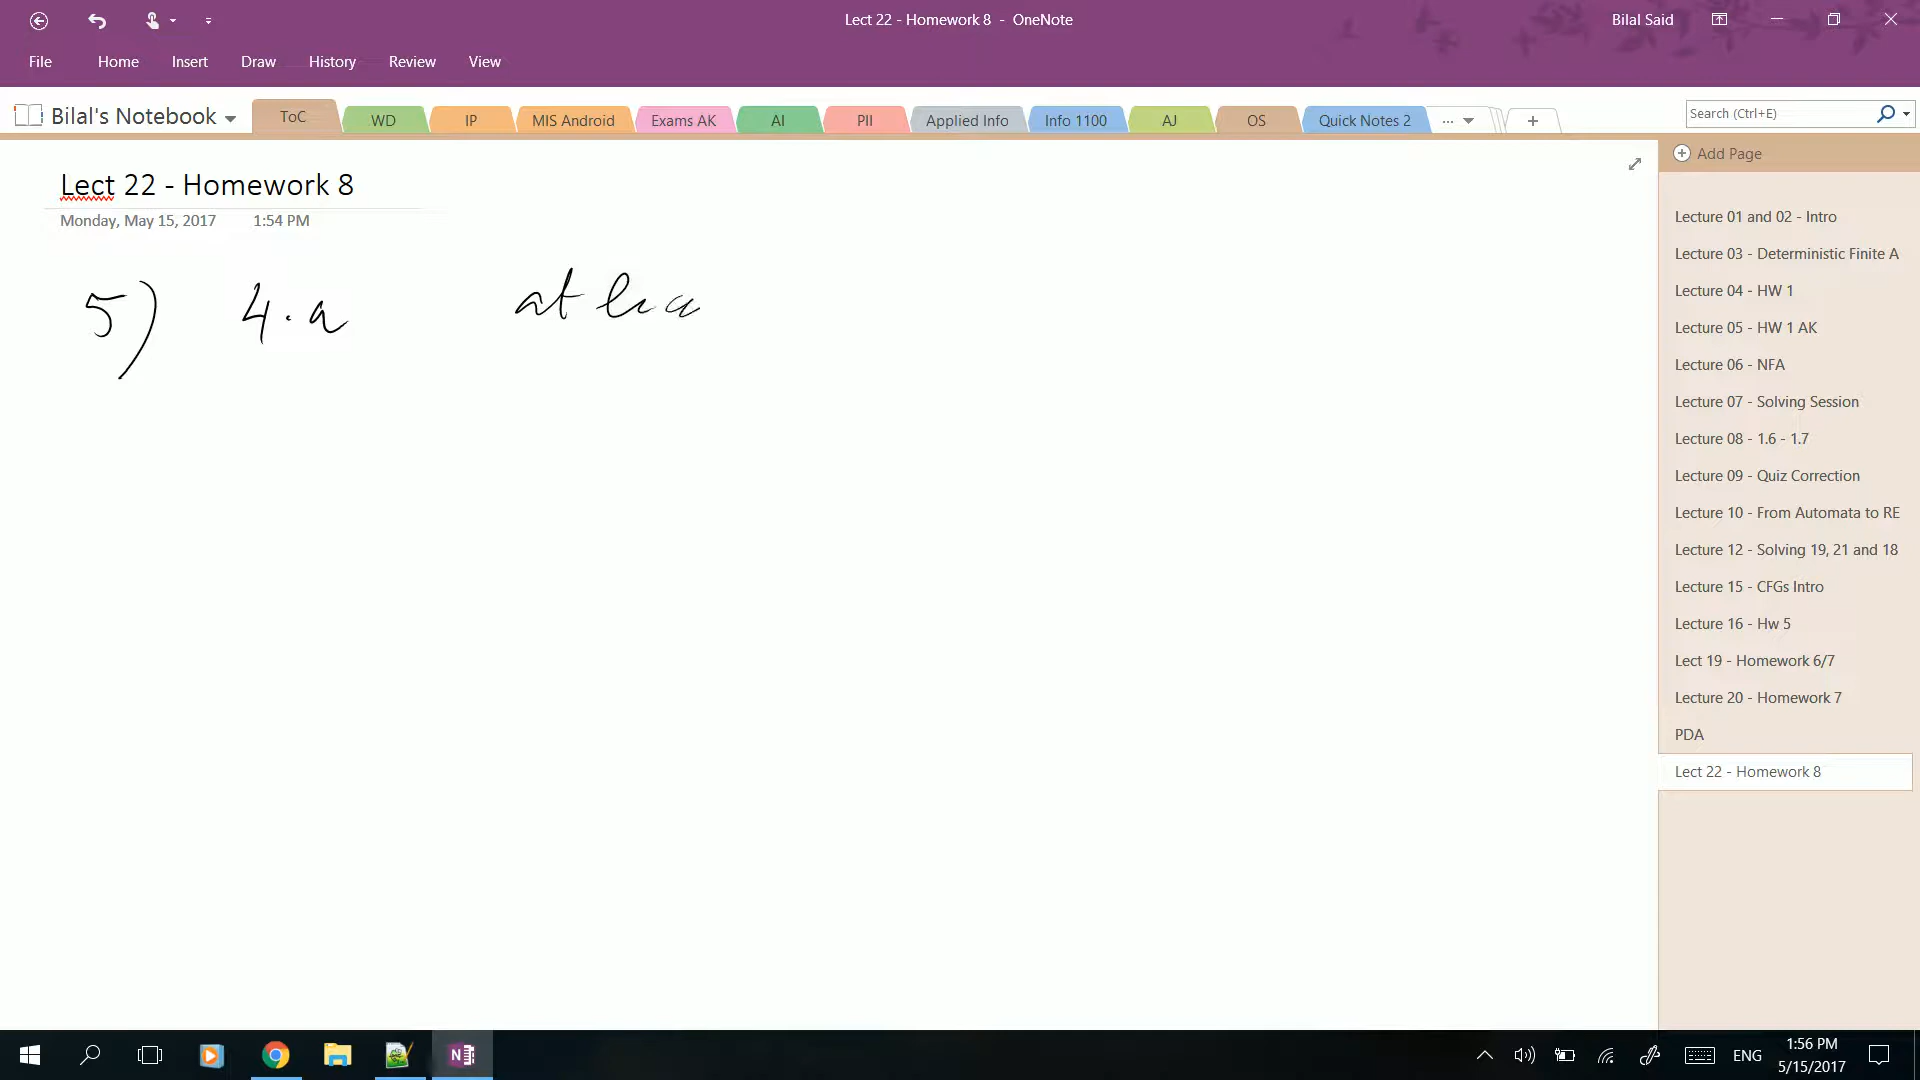 Lect 22 - Homework 8 - OneNote
Bilal Said
File Home Insert Draw History Review View
Bilal's Notebook
ToC WD IP MIS Android Exams AK AI PII Applied Info Info 1100 AJ OS Quick Notes 2 ...
Search (Ctrl+E)
Add Page
Lect 22 - Homework 8
Monday, May 15, 2017 1:54 PM
5) 4.a at lea
Lecture 01 and 02 - Intro
Lecture 03 - Deterministic Finite A
Lecture 04 - HW 1
Lecture 05 - HW 1 AK
Lecture 06 - NFA
Lecture 07 - Solving Session
Lecture 08 - 1.6 - 1.7
Lecture 09 - Quiz Correction
Lecture 10 - From Automata to RE
Lecture 12 - Solving 19, 21 and 18
Lecture 15 - CFGs Intro
Lecture 16 - Hw 5
Lect 19 - Homework 6/7
Lecture 20 - Homework 7
PDA
Lect 22 - Homework 8
N
ENG
1:56 PM
5/15/2017